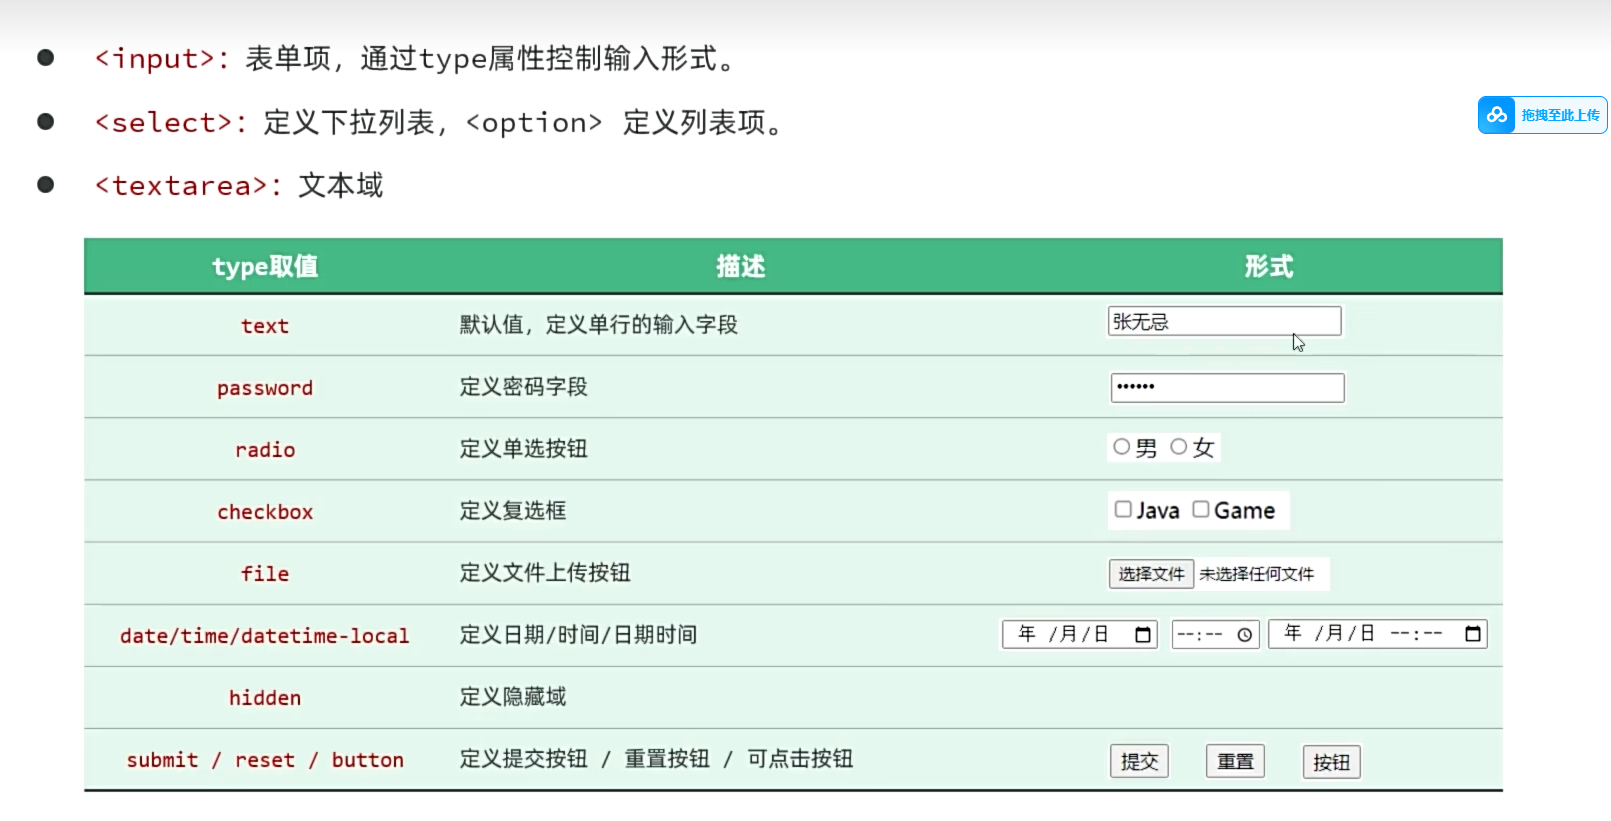 <input>：表单项，通过type属性控制输入形式。
<select>：定义下拉列表，<option> 定义列表项。
拖拽至此上传
<textarea>：文本域
type取值 描述 形式
text 默认值，定义单行的输入字段 张无忌
password 定义密码字段 ••••••
radio 定义单选按钮 男 女
checkbox 定义复选框 Java Game
file 定义文件上传按钮 选择文件 未选择任何文件
date/time/datetime-local 定义日期/时间/日期时间 年 /月/日 --:-- 年 /月/日 --:--
hidden 定义隐藏域
submit / reset / button 定义提交按钮 / 重置按钮 / 可点击按钮 提交 重置 按钮